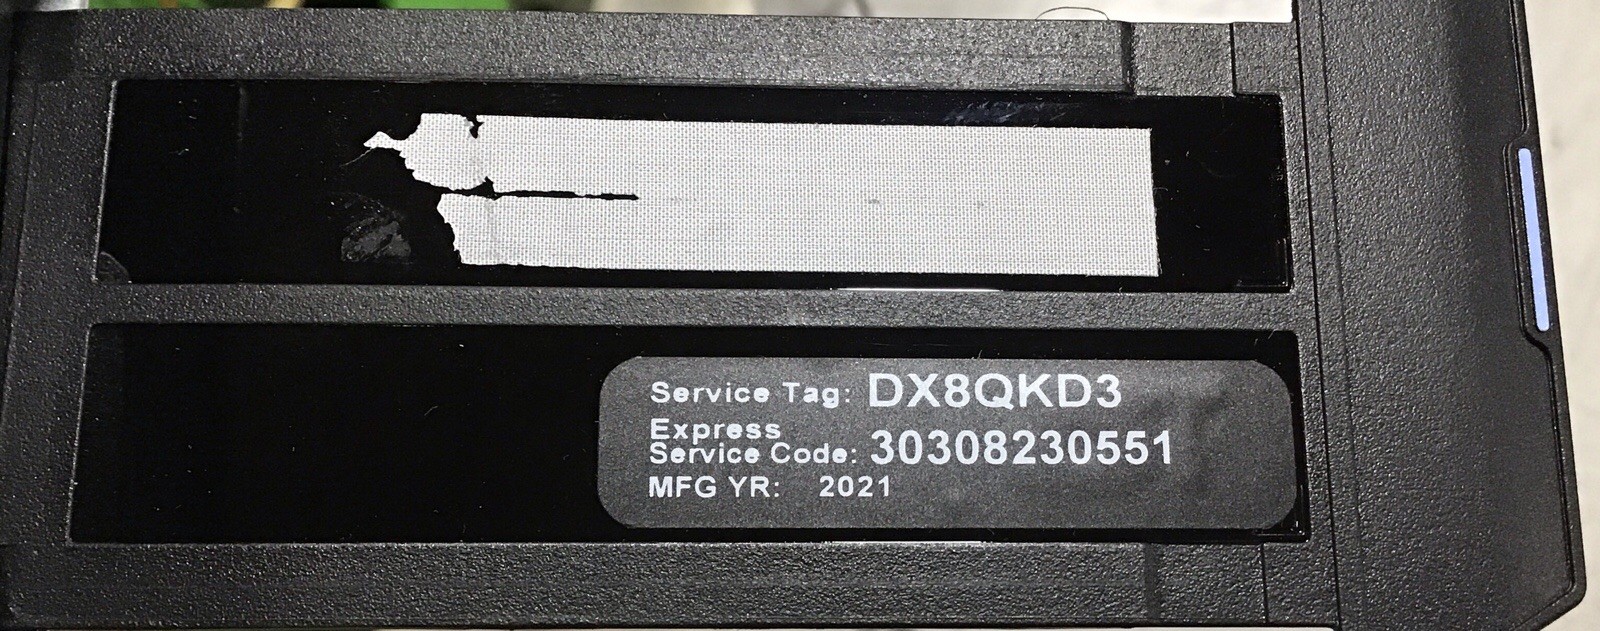 Service Tag: DX8QKD3
Express
Service Code: 30308230551
MFG YR: 2021